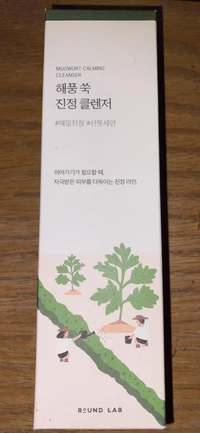 MUGWORT CALMING
CLEANSER
해풍 쑥
진정 클렌저
#매일진정 #산뜻세안
쉬어가기가 필요할 때,
자극받은 피부를 다독이는 진정 라인.
ROUND LAB